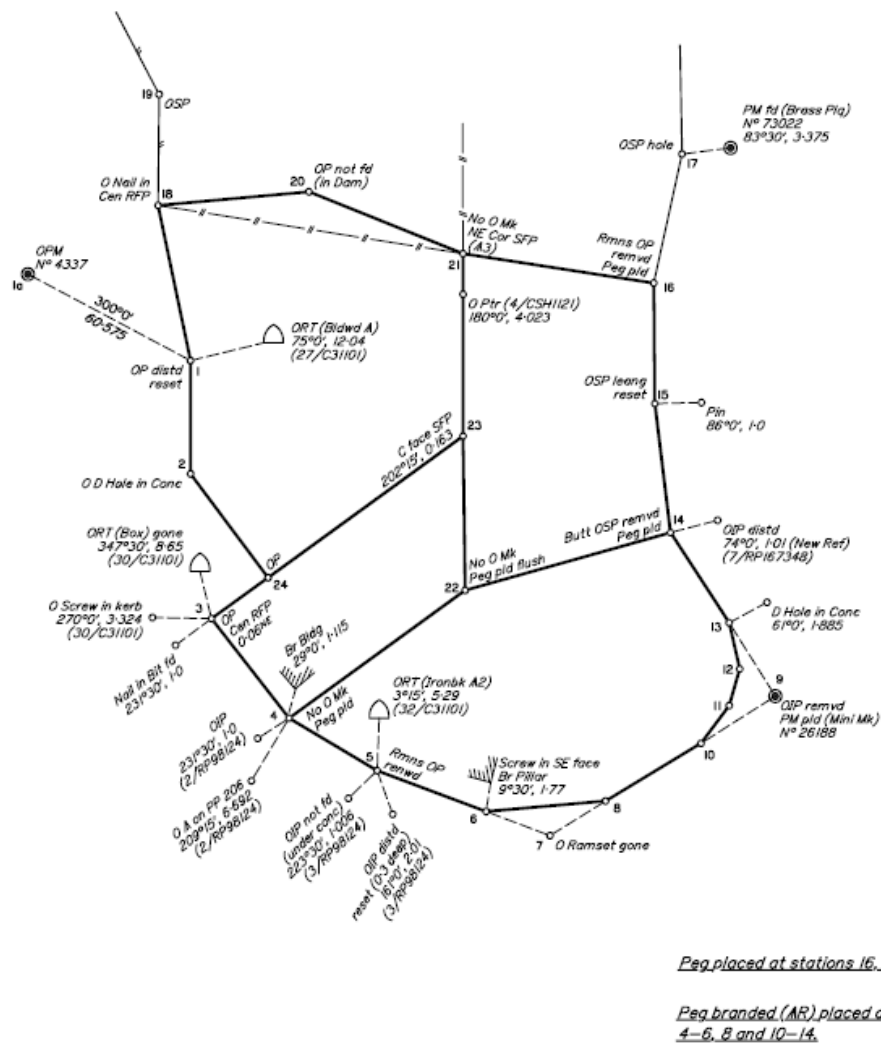 19
OSP
O Nail in
Cen RFP
18
20
OP not fd
(in Dam)
No O Mk
NE Cor SFP
(A3)
21
PM fd (Brass Plq)
Nº 73022
83°30', 3·375
OSP hole
17
Rmns OP
remvd
Peg pld
16
OPM
Nº 4337
1a
300°0'
60·575
ORT (Bldwd A)
75°0', 12·04
(27/C31101)
OP distd
reset
1
O Ptr (4/CSH1121)
180°0', 4·023
OSP leang
reset
15
Pin
86°0', 1·0
2
O D Hole in Conc
C face SFP
202°15', 0·163
23
ORT (Box) gone
347°30', 8·65
(30/C31101)
OP
24
No O Mk
Peg pld flush
22
Butt OSP remvd
Peg pld
14
OIP distd
74°0', 1·01 (New Ref)
(7/RP167348)
O Screw in kerb
270°0', 3·324
(30/C31101)
3
OP
Cen RFP
0·06ᴺᴱ
Nail in Bit fd
231°30', 1·0
Br Bldg
29°0', 1·115
D Hole in Conc
61°0', 1·885
13
12
11
9
OIP remvd
PM pld (Mini Mk)
Nº 26188
10
ORT (Ironbk A2)
3°15', 5·29
(32/C31101)
4
No O Mk
Peg pld
OIP
231°30', 1·0
(2/RP98124)
O A on PP 206
209°15', 6·692
(2/RP98124)
5
Rmns OP
renwd
OIP not fd
(under conc)
223°30', 1·006
(3/RP98124)
OIP distd
reset (0·3 deep)
161°0', 2·01
(3/RP98124)
Screw in SE face
Br Pillar
9°30', 1·77
6
8
7
O Ramset gone
Peg placed at stations 16,
Peg branded (AR) placed a
4–6, 8 and 10–14.